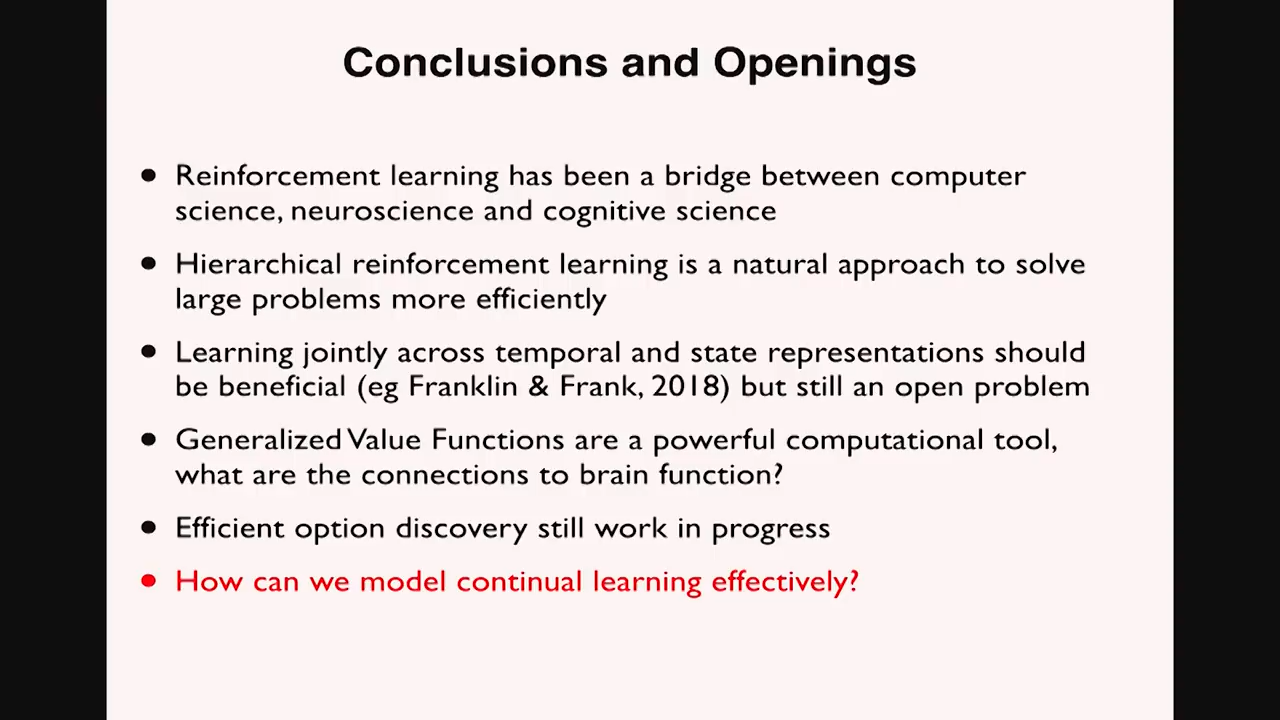 Conclusions and Openings
• Reinforcement learning has been a bridge between computer
science, neuroscience and cognitive science
• Hierarchical reinforcement learning is a natural approach to solve
large problems more efficiently
• Learning jointly across temporal and state representations should
be beneficial (eg Franklin & Frank, 2018) but still an open problem
• Generalized Value Functions are a powerful computational tool,
what are the connections to brain function?
• Efficient option discovery still work in progress
• How can we model continual learning effectively?